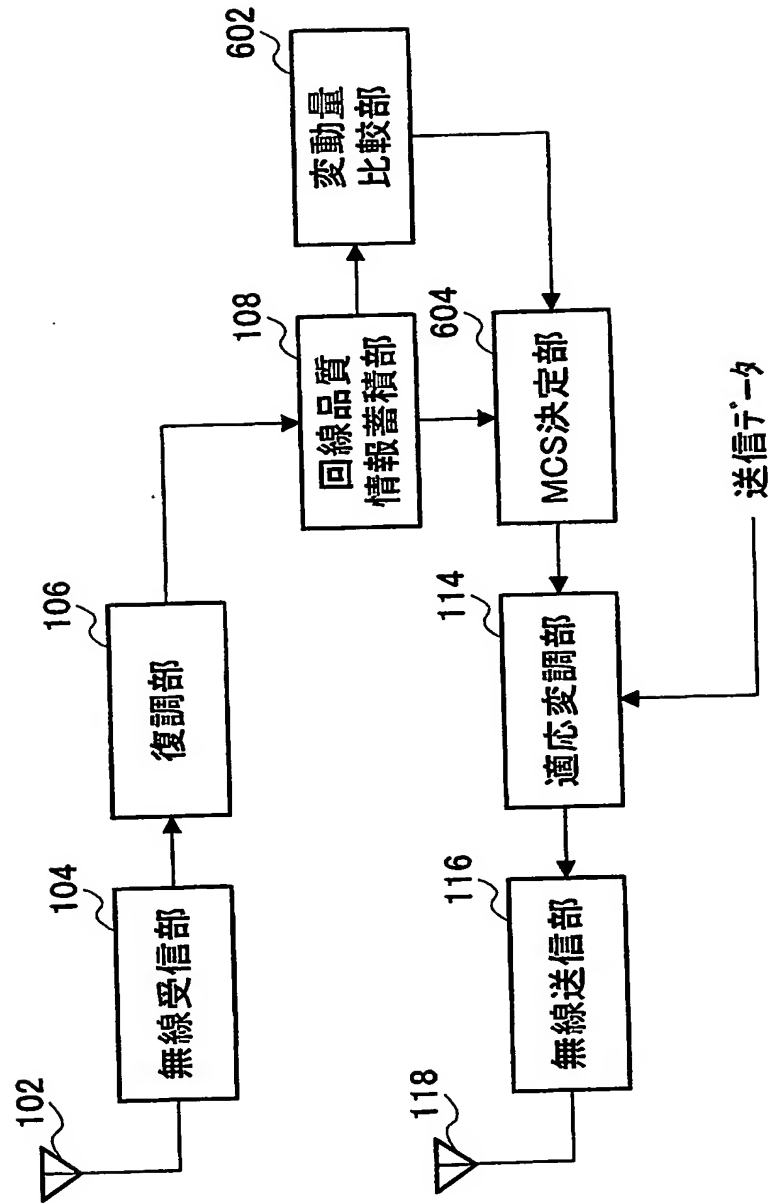 102
104
無線受信部
106
復調部
108
回線品質
情報蓄積部
602
変動量
比較部
118
116
無線送信部
114
適応変調部
604
MCS決定部
送信データ